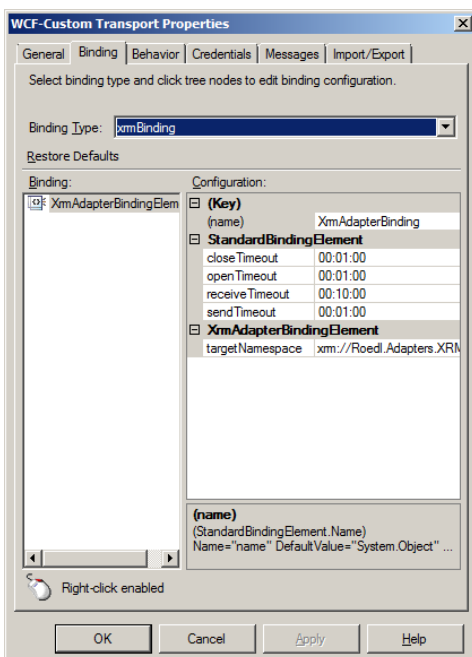 WCF-Custom Transport Properties
General Binding Behavior Credentials Messages Import/Export
Select binding type and click tree nodes to edit binding configuration.
Binding Type: xrmBinding
Restore Defaults
Binding: Configuration:
XrmAdapterBindingElem
(Key)
(name) XrmAdapterBinding
StandardBindingElement
closeTimeout 00:01:00
openTimeout 00:01:00
receiveTimeout 00:10:00
sendTimeout 00:01:00
XrmAdapterBindingElement
targetNamespace xrm://Roedl.Adapters.XRM
(name)
(StandardBindingElement.Name)
Name="name" DefaultValue="System.Object" ...
Right-click enabled
OK Cancel Apply Help